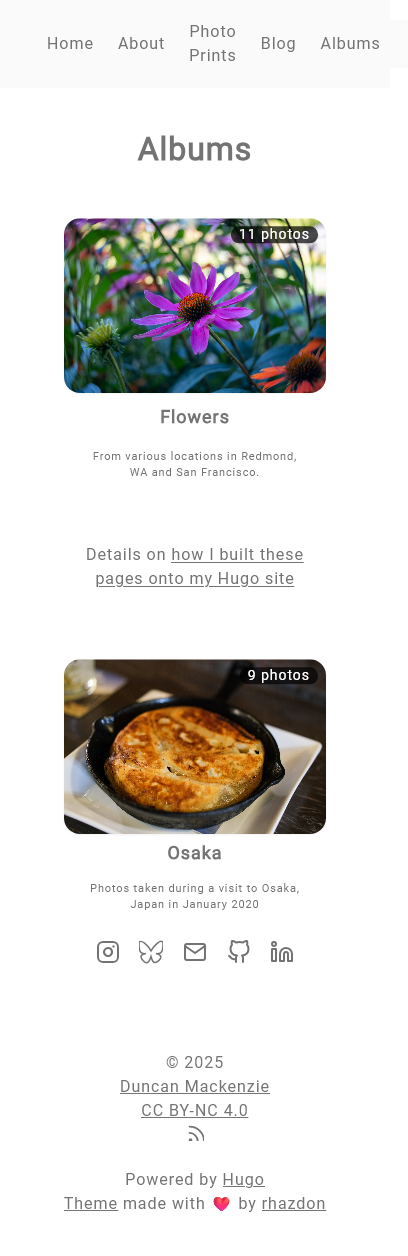 Home About Photo Prints Blog Albums
Albums
11 photos
Flowers
From various locations in Redmond,
WA and San Francisco.
Details on how I built these
pages onto my Hugo site
9 photos
Osaka
Photos taken during a visit to Osaka,
Japan in January 2020
© 2025
Duncan Mackenzie
CC BY-NC 4.0
Powered by Hugo
Theme made with ❤️ by rhazdon